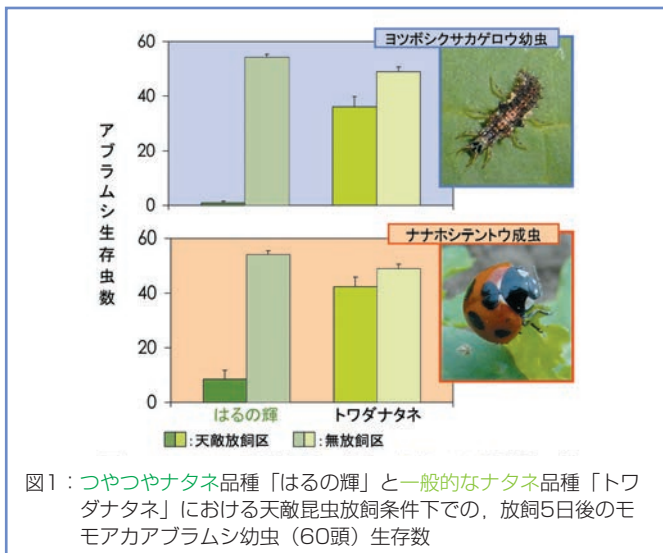 ヨツボシクサカゲロウ幼虫
60
40
20
0
アブラムシ生存虫数
ナナホシテントウ成虫
60
40
20
0
はるの輝 トワダナタネ
:天敵放飼区 :無放飼区
図1:つやつやナタネ品種「はるの輝」と一般的なナタネ品種「トワ
ダナタネ」における天敵昆虫放飼条件下での,放飼5日後のモ
モアカアブラムシ幼虫(60頭)生存数